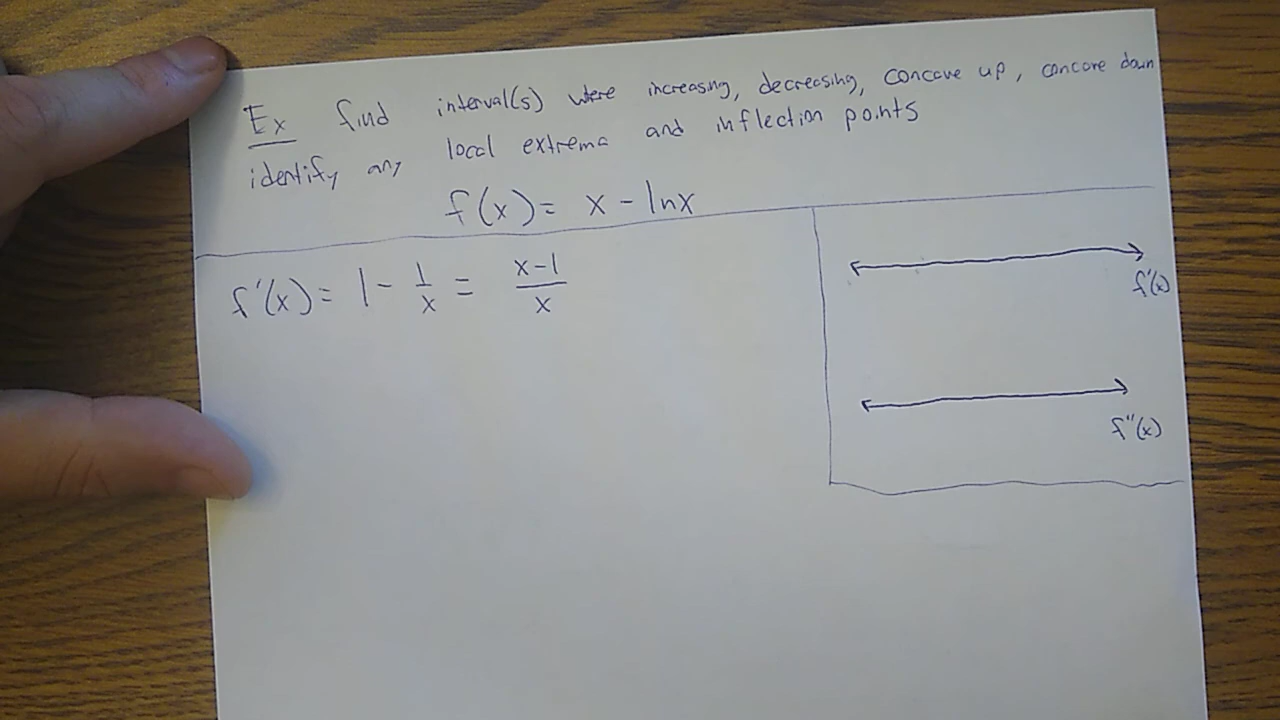 Ex find interval(s) where increasing, decreasing, concave up, concave down
identify any local extrema and inflection points
f(x) = x - lnx
f'(x) = 1 - 1/x = (x-1)/x
f'(x)
f"(x)